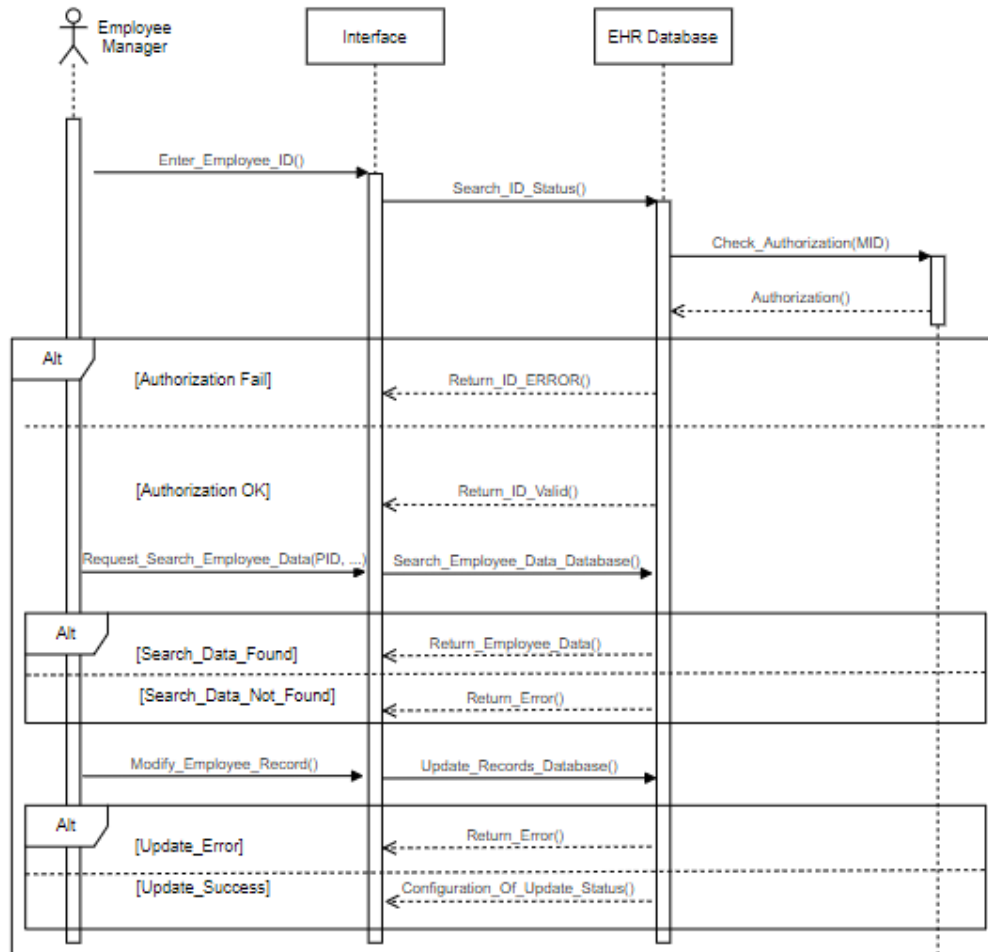 Employee
Manager
Interface
EHR Database
Enter_Employee_ID()
Search_ID_Status()
Check_Authorization(MID)
Authorization()
Alt
[Authorization Fail]
Return_ID_ERROR()
[Authorization OK]
Return_ID_Valid()
Request_Search_Employee_Data(PID, ...)
Search_Employee_Data_Database()
Alt
[Search_Data_Found]
Return_Employee_Data()
[Search_Data_Not_Found]
Return_Error()
Modify_Employee_Record()
Update_Records_Database()
Alt
[Update_Error]
Return_Error()
[Update_Success]
Configuration_Of_Update_Status()